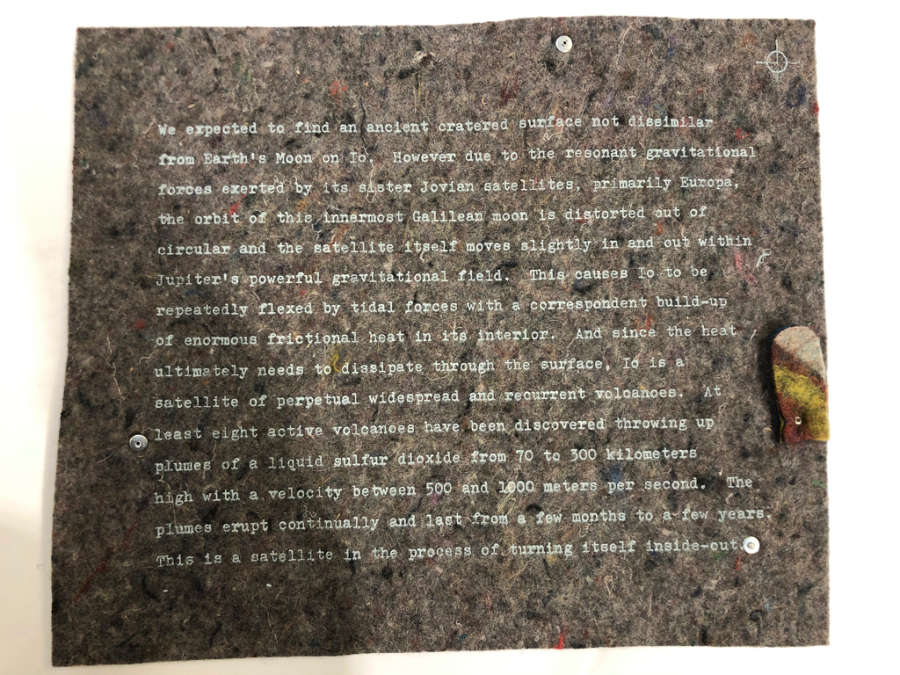 We expected to find an ancient cratered surface not dissimilar
from Earth's Moon on Io. However due to the resonant gravitational
forces exerted by its sister Jovian satellites, primarily Europa,
the orbit of this innermost Galilean moon is distorted out of
circular and the satellite itself moves slightly in and out within
Jupiter's powerful gravitational field. This causes Io to be
repeatedly flexed by tidal forces with a correspondent build-up
of enormous frictional heat in its interior. And since the heat
ultimately needs to dissipate through the surface, Io is a
satellite of perpetual widespread and recurrent volcanoes. At
least eight active volcanoes have been discovered throwing up
plumes of a liquid sulfur dioxide from 70 to 300 kilometers
high with a velocity between 500 and 1000 meters per second. The
plumes erupt continually and last from a few months to a few years.
This is a satellite in the process of turning itself inside-out.